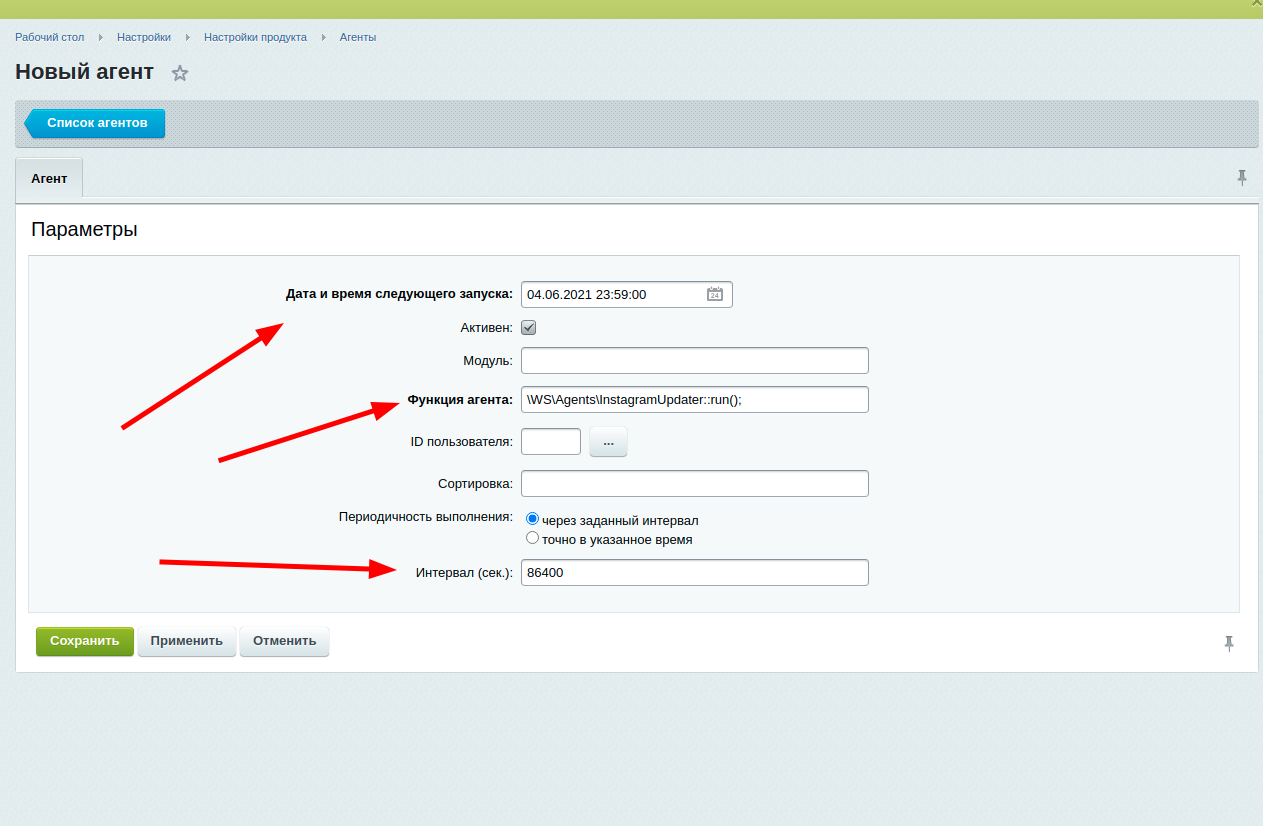 Рабочий стол Настройки Настройки продукта Агенты
Новый агент
Список агентов
Агент
Параметры
Дата и время следующего запуска: 04.06.2021 23:59:00 24
Активен:
Модуль:
Функция агента: \WS\Agents\InstagramUpdater::run();
ID пользователя: ...
Сортировка:
Периодичность выполнения: через заданный интервал
точно в указанное время
Интервал (сек.): 86400
Сохранить Применить Отменить